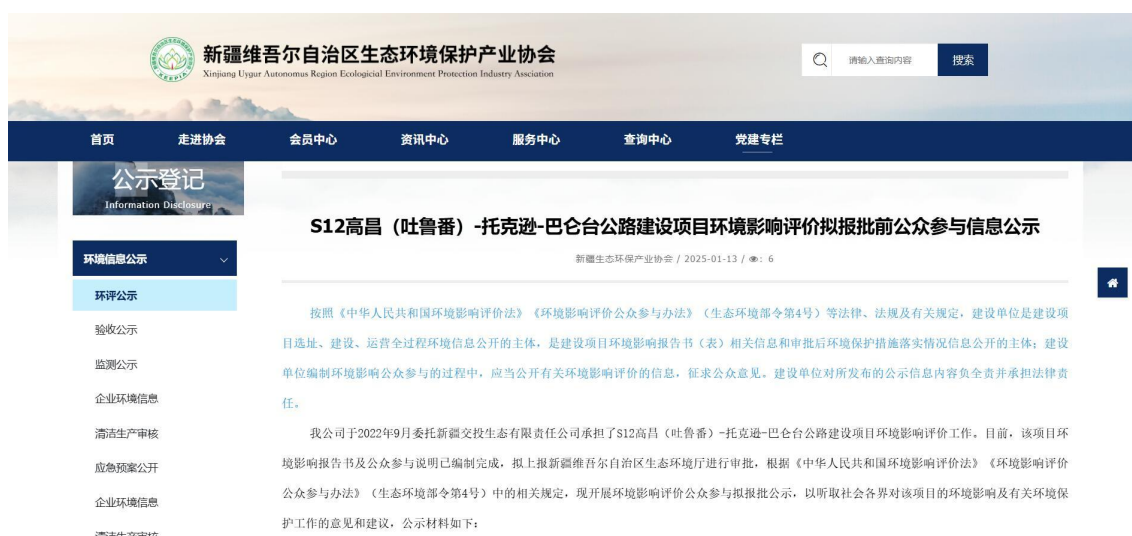 新疆维吾尔自治区生态环境保护产业协会
Xinjiang Uygur Autonomous Region Ecologicial Environment Protection Industry Assciation
请输入查询内容
搜索
首页 走进协会 会员中心 资讯中心 服务中心 查询中心 党建专栏
公示登记
Information Disclosure
环境信息公示
环评公示
验收公示
监测公示
企业环境信息
清洁生产审核
应急预案公开
企业环境信息
清洁生产审核
S12高昌（吐鲁番）-托克逊-巴仑台公路建设项目环境影响评价拟报批前公众参与信息公示
新疆生态环保产业协会 / 2025-01-13 / : 6
按照《中华人民共和国环境影响评价法》《环境影响评价公众参与办法》（生态环境部令第4号）等法律、法规及有关规定，建设单位是建设项
目选址、建设、运营全过程环境信息公开的主体，是建设项目环境影响报告书（表）相关信息和审批后环境保护措施落实情况信息公开的主体；建设
单位编制环境影响公众参与的过程中，应当公开有关环境影响评价的信息，征求公众意见。建设单位对所发布的公示信息内容负全责并承担法律责
任。
我公司于2022年9月委托新疆交投生态有限责任公司承担了S12高昌（吐鲁番）-托克逊-巴仑台公路建设项目环境影响评价工作。目前，该项目环
境影响报告书及公众参与说明已编制完成，拟上报新疆维吾尔自治区生态环境厅进行审批，根据《中华人民共和国环境影响评价法》《环境影响评价
公众参与办法》（生态环境部令第4号）中的相关规定，现开展环境影响评价公众参与拟报批公示，以听取社会各界对该项目的环境影响及有关环境保
护工作的意见和建议，公示材料如下：